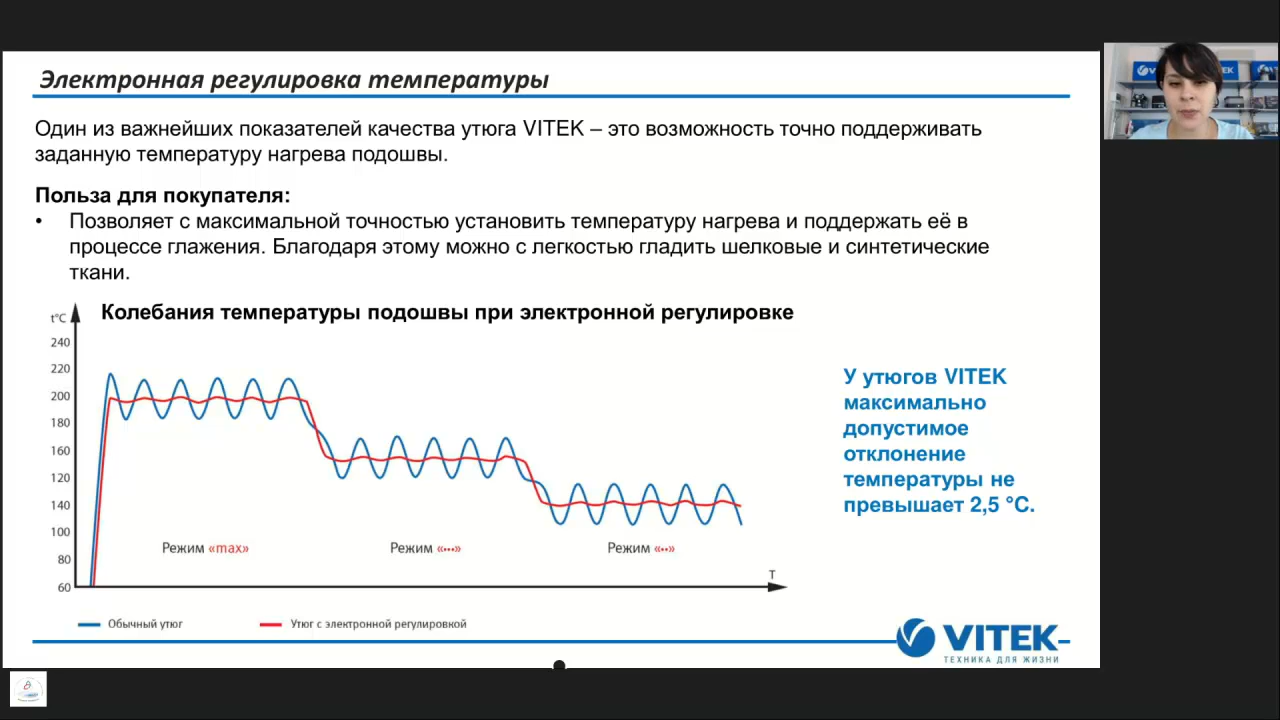 Электронная регулировка температуры
Один из важнейших показателей качества утюга VITEK – это возможность точно поддерживать
заданную температуру нагрева подошвы.
Польза для покупателя:
• Позволяет с максимальной точностью установить температуру нагрева и поддержать её в
процессе глажения. Благодаря этому можно с легкостью гладить шелковые и синтетические
ткани.
Колебания температуры подошвы при электронной регулировке
t°C
240
220
200
180
160
120
140
100
80
60
Режим «max»
Режим «•••»
Режим «••»
T
Обычный утюг
Утюг с электронной регулировкой
У утюгов VITEK
максимально
допустимое
отклонение
температуры не
превышает 2,5 °С.
VITEK
ТЕХНИКА ДЛЯ ЖИЗНИ